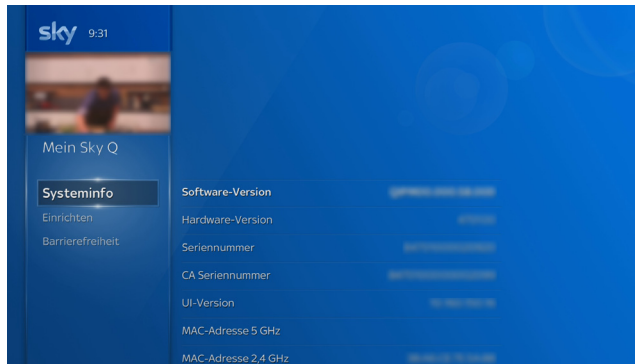 sky 9:31
Mein Sky Q
Systeminfo
Einrichten
Barrierefreiheit
Software-Version
Hardware-Version
Seriennummer
CA Seriennummer
UI-Version
MAC-Adresse 5 GHz
MAC-Adresse 2,4 GHz